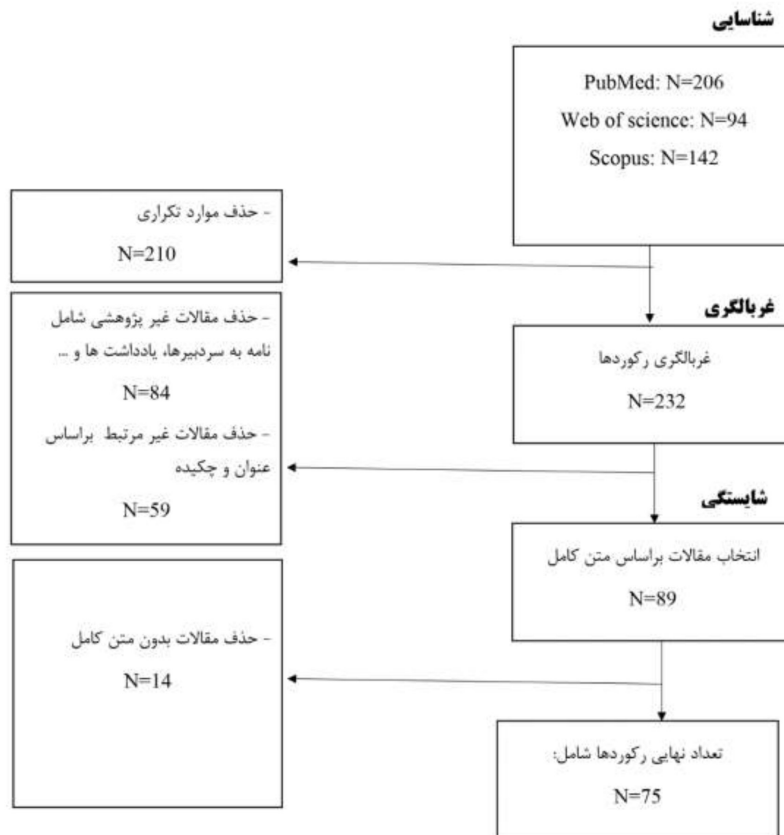 شناسایی
PubMed: N=206
Web of science: N=94
Scopus: N=142
- حذف موارد تکراری
N=210
غربالگری
غربالگری رکوردها
N=232
- حذف مقالات غیر پژوهشی شامل
نامه به سردبیرها، یادداشت ها و ...
N=84
- حذف مقالات غیر مرتبط براساس
عنوان و چکیده
N=59
شایستگی
انتخاب مقالات براساس متن کامل
N=89
- حذف مقالات بدون متن کامل
N=14
تعداد نهایی رکوردها شامل:
N=75